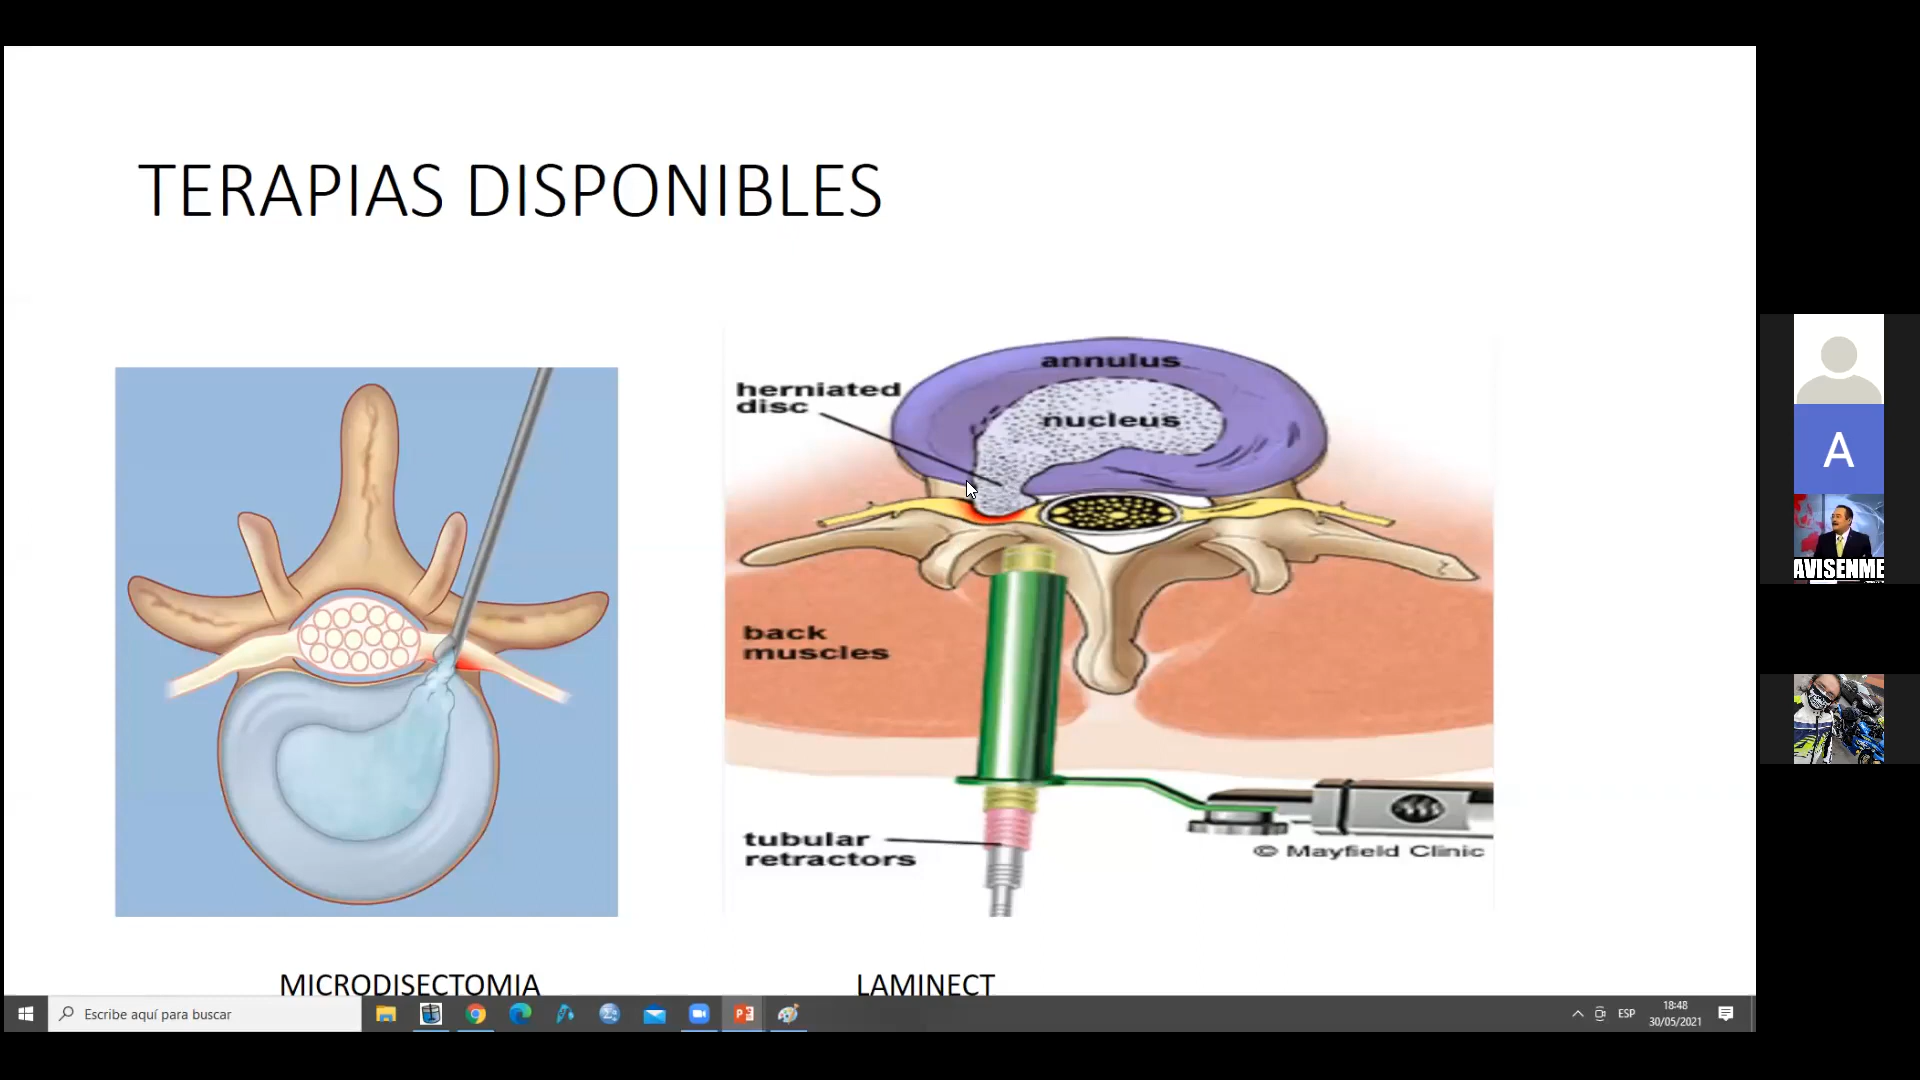 TERAPIAS DISPONIBLES
annulus
herniated
disc
nucleus
back
muscles
tubular
retractors
© Mayfield Clinic
MICRODISECTOMIA
LAMINECT
A
AVISENME
Escribe aquí para buscar
ESP
18:48
30/05/2021